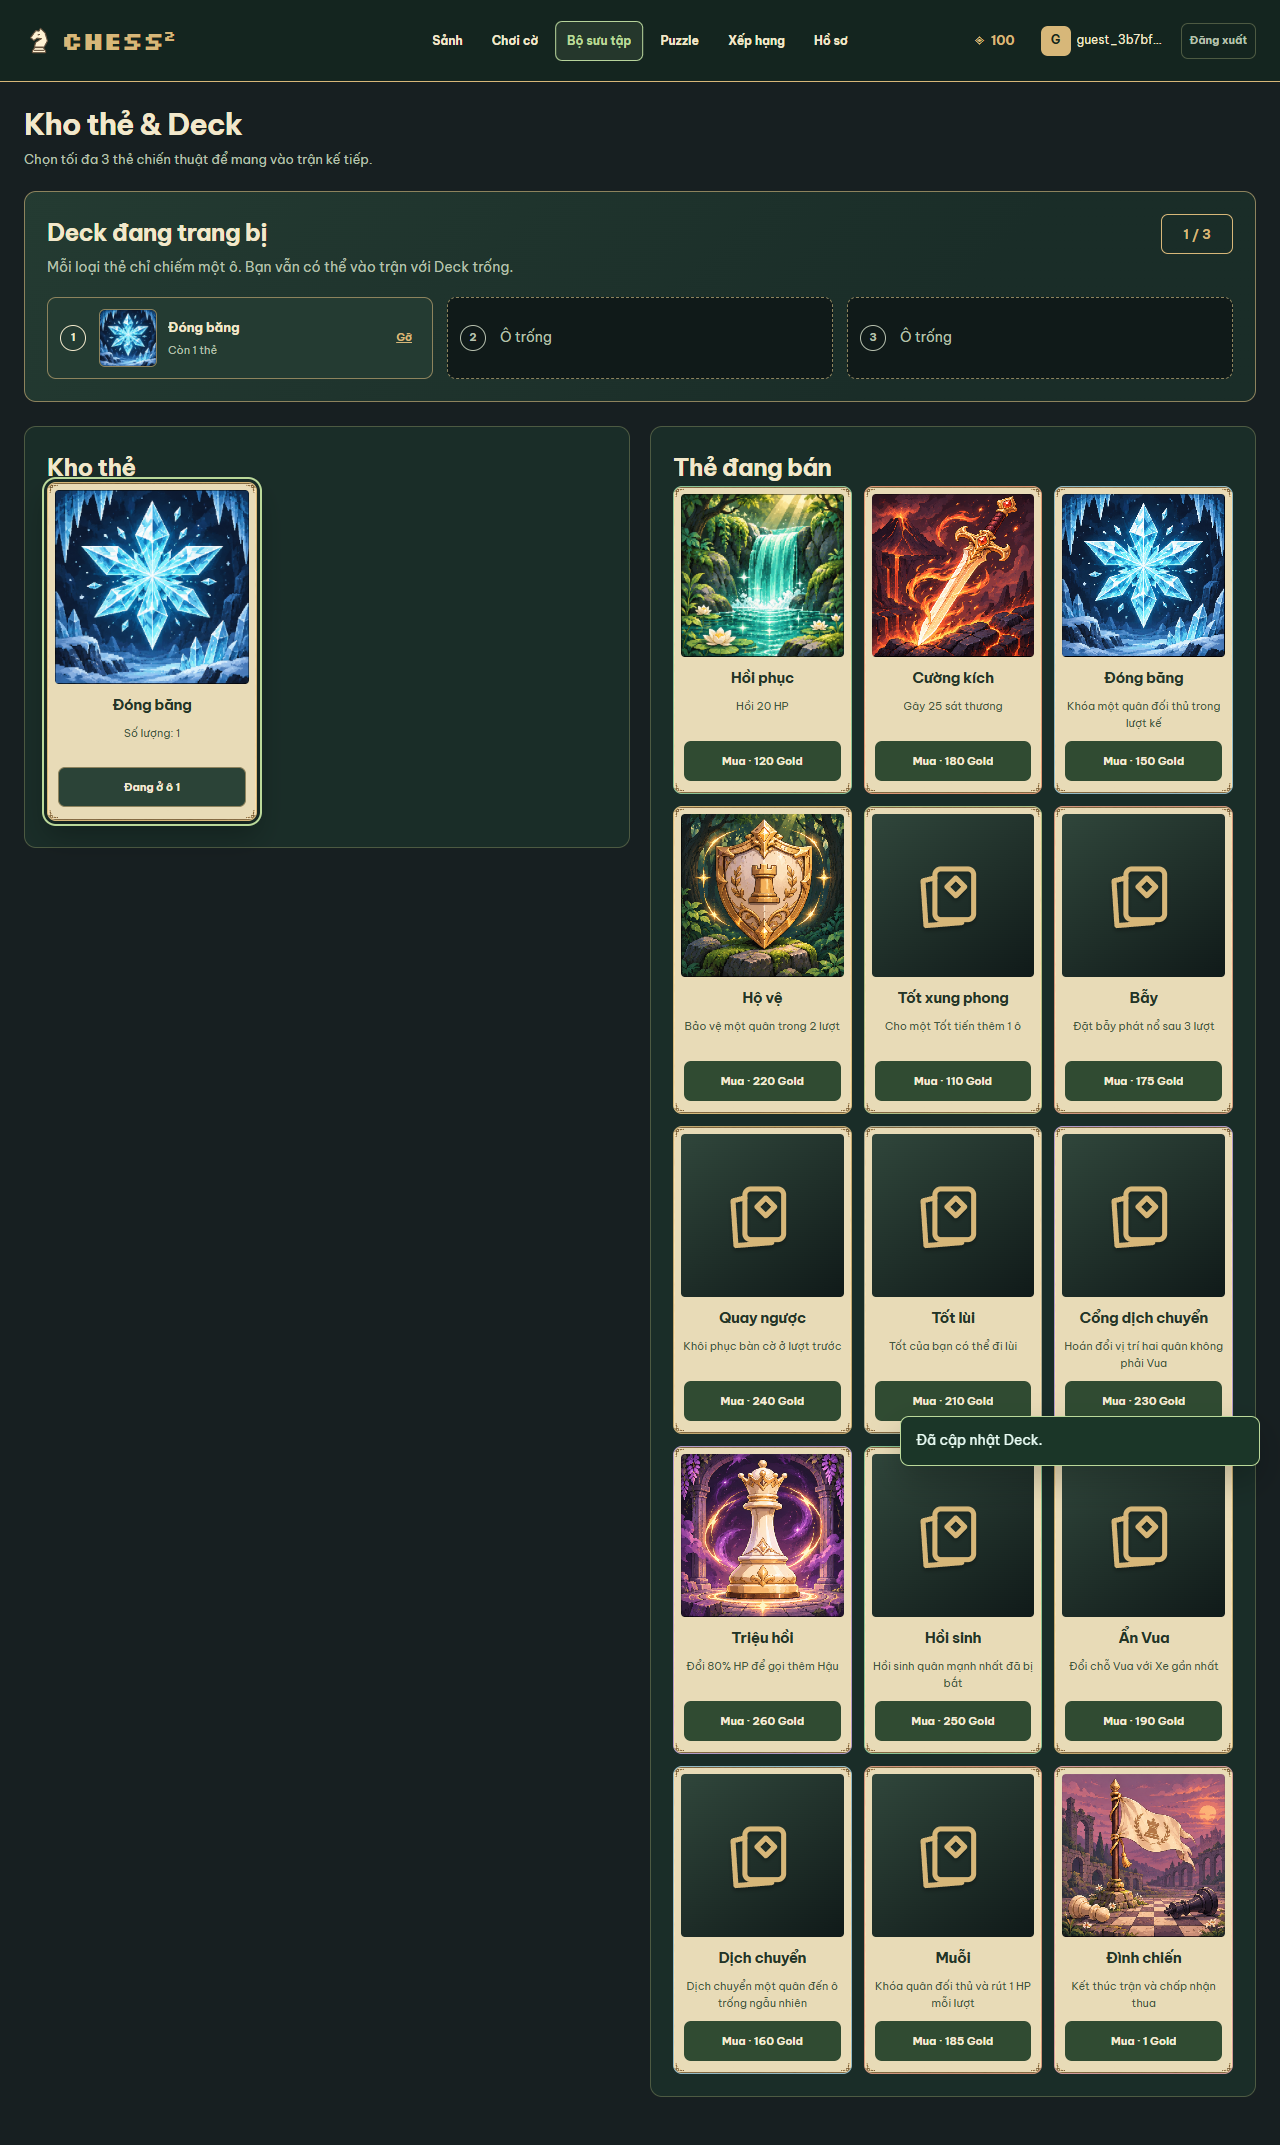 CHESS²
Sảnh
Chơi cờ
Bộ sưu tập
Puzzle
Xếp hạng
Hồ sơ
100
G
guest_3b7bf...
Đăng xuất
Kho thẻ & Deck
Chọn tối đa 3 thẻ chiến thuật để mang vào trận kế tiếp.
Deck đang trang bị
1 / 3
Mỗi loại thẻ chỉ chiếm một ô. Bạn vẫn có thể vào trận với Deck trống.
1
Đóng băng
Còn 1 thẻ
Gỡ
2
Ô trống
3
Ô trống
Kho thẻ
Đóng băng
Số lượng: 1
Đang ở ô 1
Thẻ đang bán
Hồi phục
Hồi 20 HP
Mua · 120 Gold
Cường kích
Gây 25 sát thương
Mua · 180 Gold
Đóng băng
Khóa một quân đối thủ trong
lượt kế
Mua · 150 Gold
Hộ vệ
Bảo vệ một quân trong 2 lượt
Mua · 220 Gold
Tốt xung phong
Cho một Tốt tiến thêm 1 ô
Mua · 110 Gold
Bẫy
Đặt bẫy phát nổ sau 3 lượt
Mua · 175 Gold
Quay ngược
Khôi phục bàn cờ ở lượt trước
Mua · 240 Gold
Tốt lùi
Tốt của bạn có thể đi lùi
Mua · 210 Gold
Cổng dịch chuyển
Hoán đổi vị trí hai quân không
phải Vua
Mua · 230 Gold
Đã cập nhật Deck.
Triệu hồi
Đổi 80% HP để gọi thêm Hậu
Mua · 260 Gold
Hồi sinh
Hồi sinh quân mạnh nhất đã bị
bắt
Mua · 250 Gold
Ẩn Vua
Đổi chỗ Vua với Xe gần nhất
Mua · 190 Gold
Dịch chuyển
Dịch chuyển một quân đến ô
trống ngẫu nhiên
Mua · 160 Gold
Muỗi
Khóa quân đối thủ và rút 1 HP
mỗi lượt
Mua · 185 Gold
Đình chiến
Kết thúc trận và chấp nhận
thua
Mua · 1 Gold